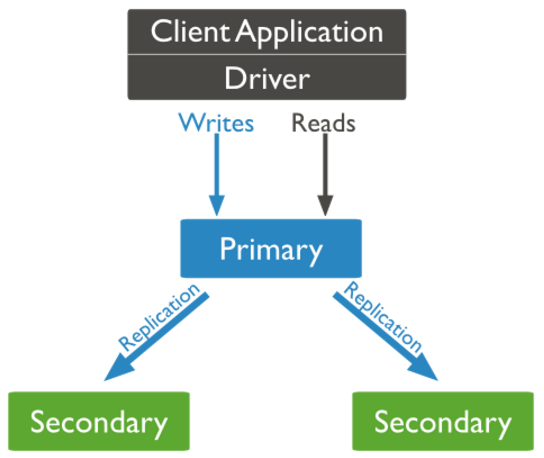 Client Application
Driver
Writes
Reads
Primary
Replication
Replication
Secondary
Secondary